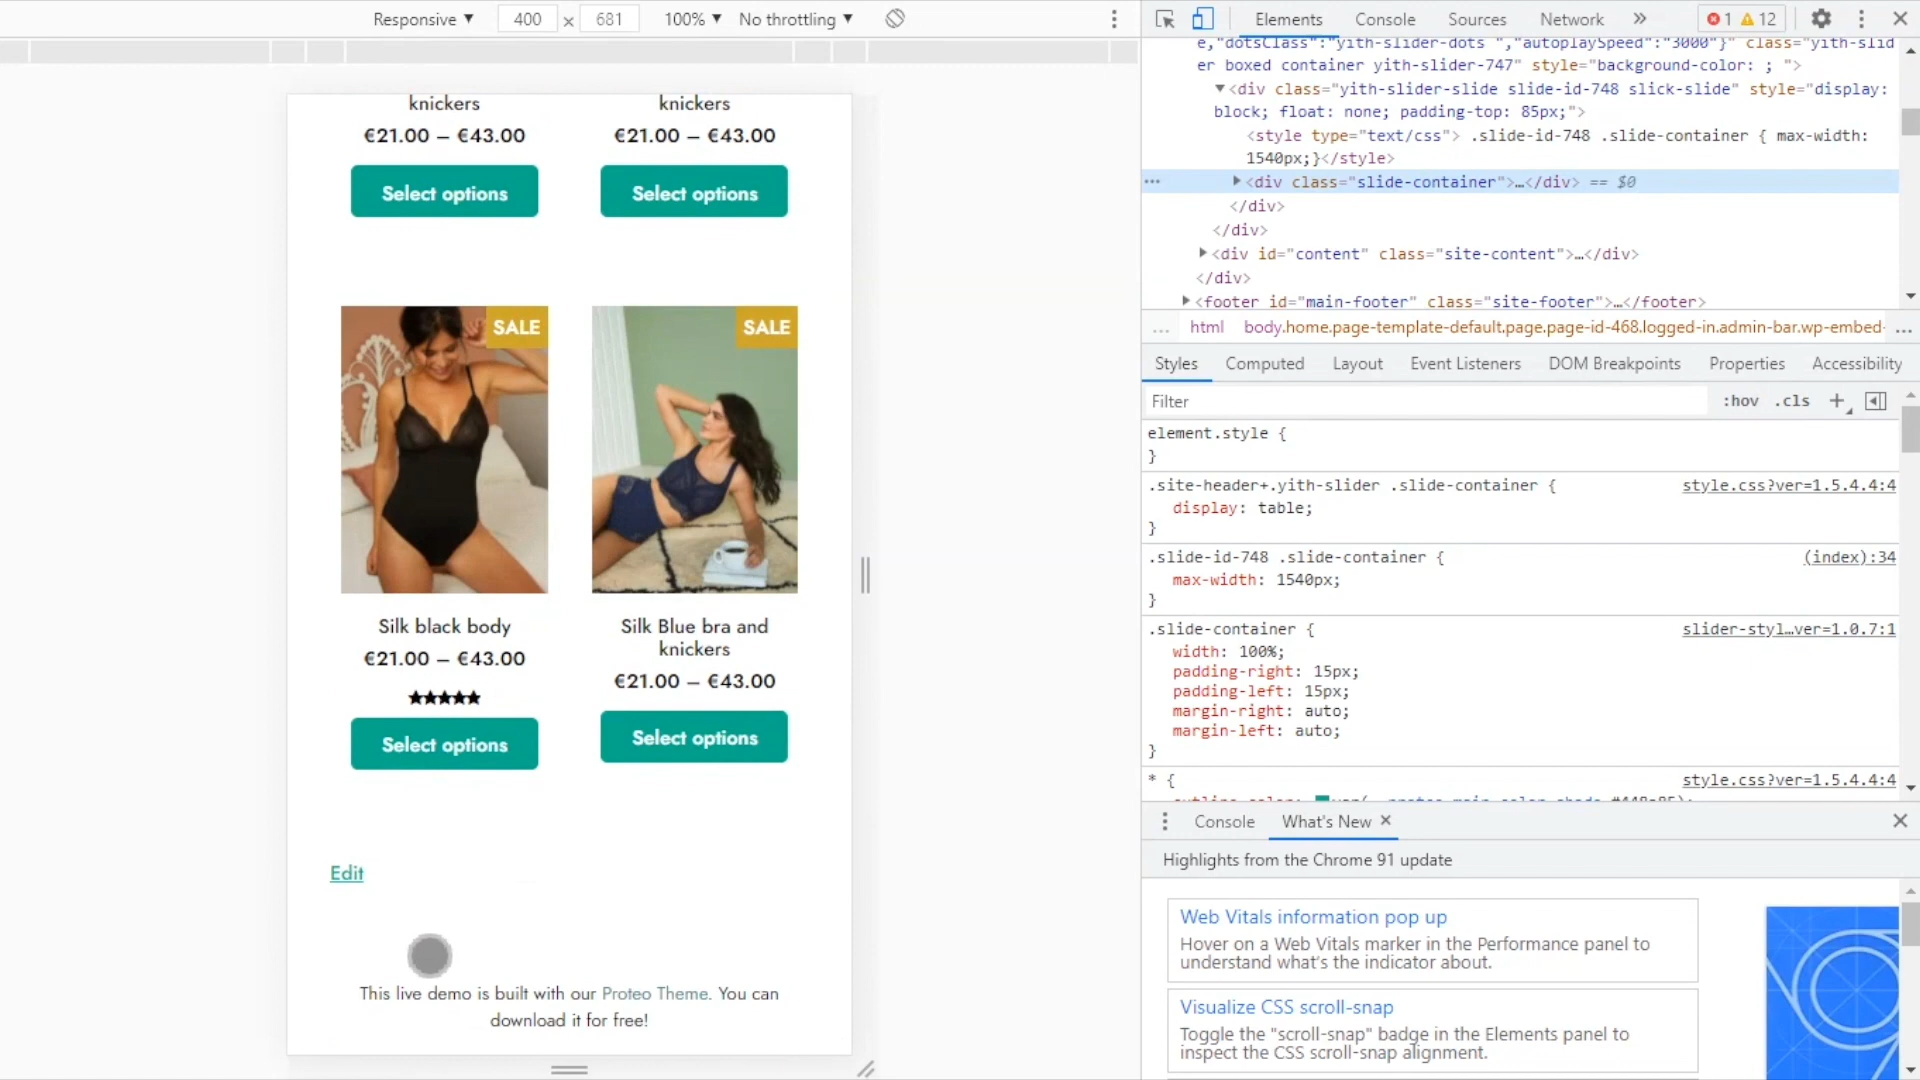 Responsive ▼ 400 × 681 100% ▼ No throttling ▼
Elements Console Sources Network » 1 12
e,"dotsClass":"yith-slider-dots ","autoplaySpeed":"3000"}" class="yith-slid
er boxed container yith-slider-747" style="background-color: ; ">
▼<div class="yith-slider-slide slide-id-748 slick-slide" style="display:
block; float: none; padding-top: 85px;">
<style type="text/css"> .slide-id-748 .slide-container { max-width:
1540px;}</style>
… ▶<div class="slide-container">…</div> == $0
</div>
</div>
▶<div id="content" class="site-content">…</div>
</div>
▶<footer id="main-footer" class="site-footer">…</footer>
… html body.home.page-template-default.page.page-id-468.logged-in.admin-bar.wp-embed- …
Styles Computed Layout Event Listeners DOM Breakpoints Properties Accessibility
Filter :hov .cls +
element.style {
}
.site-header+.yith-slider .slide-container { style.css?ver=1.5.4.4:4
display: table;
}
.slide-id-748 .slide-container { (index):34
max-width: 1540px;
}
.slide-container { slider-styl…ver=1.0.7:1
width: 100%;
padding-right: 15px;
padding-left: 15px;
margin-right: auto;
margin-left: auto;
}
* { style.css?ver=1.5.4.4:4
Console What's New ×
Highlights from the Chrome 91 update
Web Vitals information pop up
Hover on a Web Vitals marker in the Performance panel to
understand what's the indicator about.
Visualize CSS scroll-snap
Toggle the "scroll-snap" badge in the Elements panel to
inspect the CSS scroll-snap alignment.
knickers knickers
€21.00 – €43.00 €21.00 – €43.00
Select options Select options
SALE SALE
Silk black body
€21.00 – €43.00
Select options
Silk Blue bra and
knickers
€21.00 – €43.00
Select options
Edit
This live demo is built with our Proteo Theme. You can
download it for free!